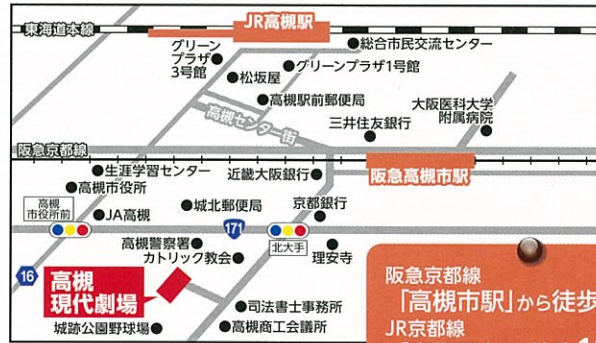 東海道本線
JR高槻駅
グリーン
プラザ
3号館
総合市民交流センター
グリーンプラザ1号館
松坂屋
高槻駅前郵便局
高槻センター街
大阪医科大学
附属病院
三井住友銀行
阪急京都線
阪急高槻市駅
生涯学習センター
近畿大阪銀行
高槻市役所
高槻
市役所前
JA高槻
城北郵便局
京都銀行
171
北大手
高槻警察署
カトリック教会
理安寺
16
高槻
現代劇場
司法書士事務所
城跡公園野球場
高槻商工会議所
阪急京都線
「高槻市駅」から徒歩
JR京都線